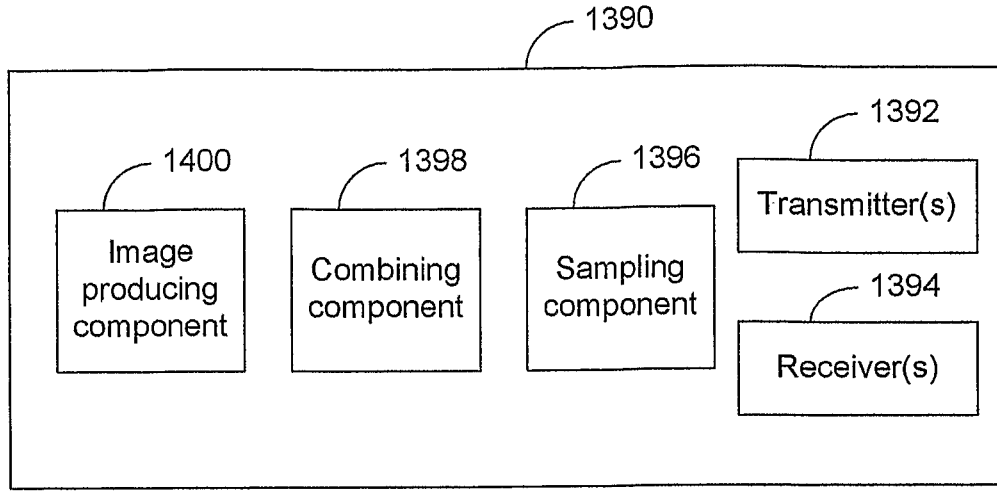 1390
1392
1400
1398
1396
Transmitter(s)
Image
producing
component
Combining
component
Sampling
component
1394
Receiver(s)